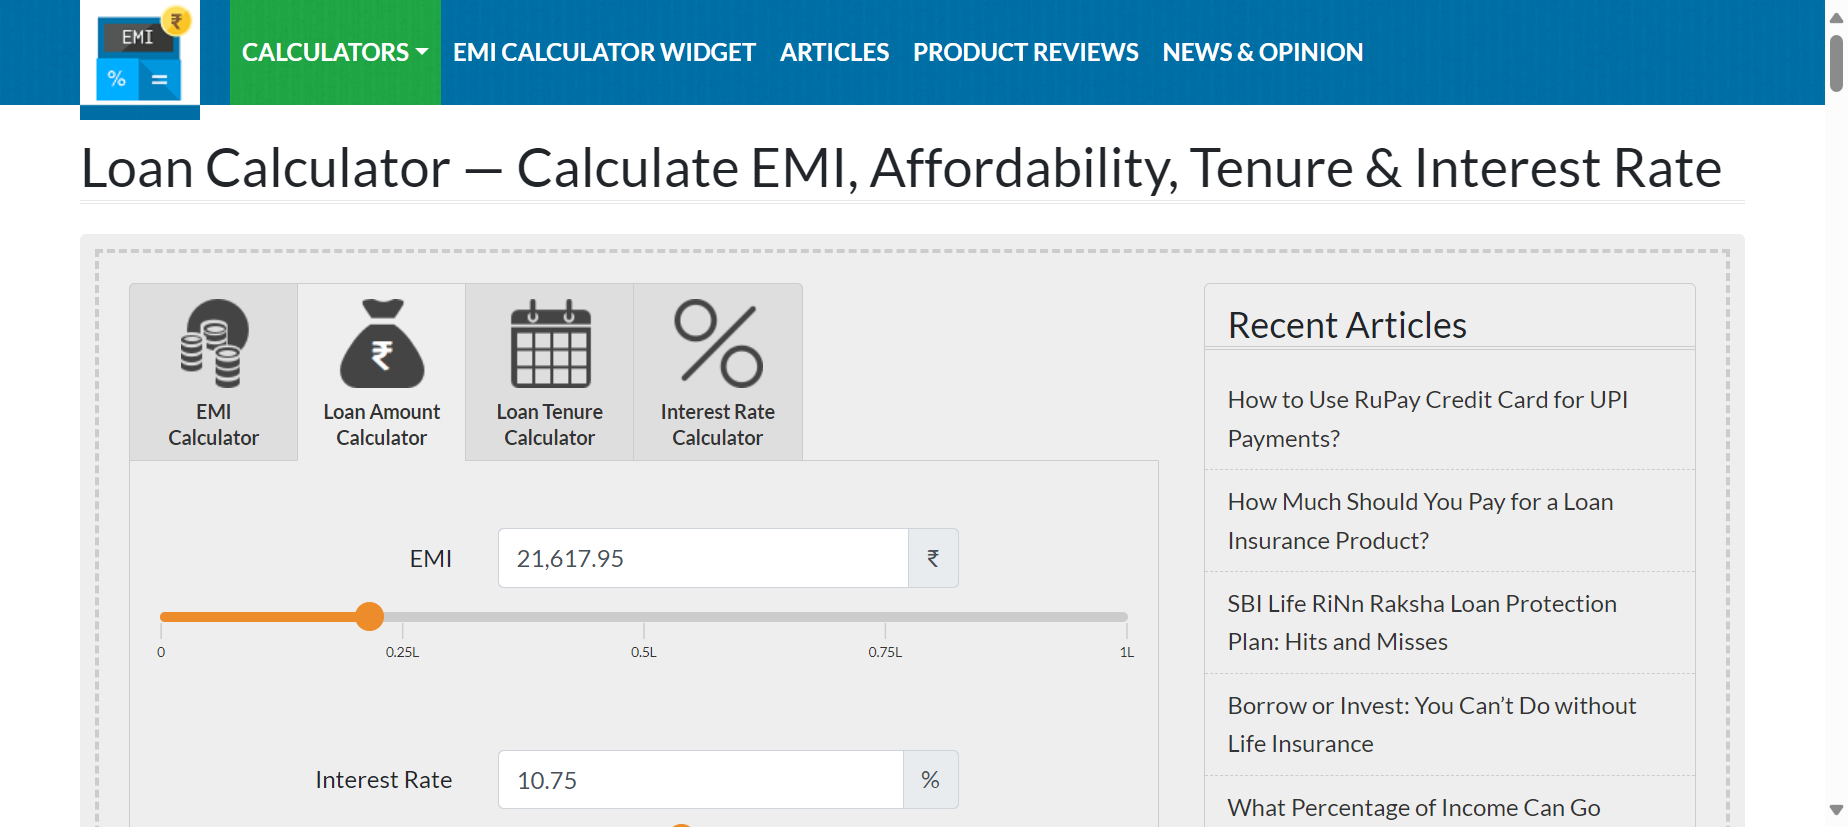 EMI
₹
%
=
CALCULATORS
EMI CALCULATOR WIDGET
ARTICLES
PRODUCT REVIEWS
NEWS & OPINION
Loan Calculator — Calculate EMI, Affordability, Tenure & Interest Rate
EMI
Calculator
₹
Loan Amount
Calculator
Loan Tenure
Calculator
Interest Rate
Calculator
EMI
21,617.95
₹
0
0.25L
0.5L
0.75L
1L
Interest Rate
10.75
%
Recent Articles
How to Use RuPay Credit Card for UPI
Payments?
How Much Should You Pay for a Loan
Insurance Product?
SBI Life RiNn Raksha Loan Protection
Plan: Hits and Misses
Borrow or Invest: You Can’t Do without
Life Insurance
What Percentage of Income Can Go